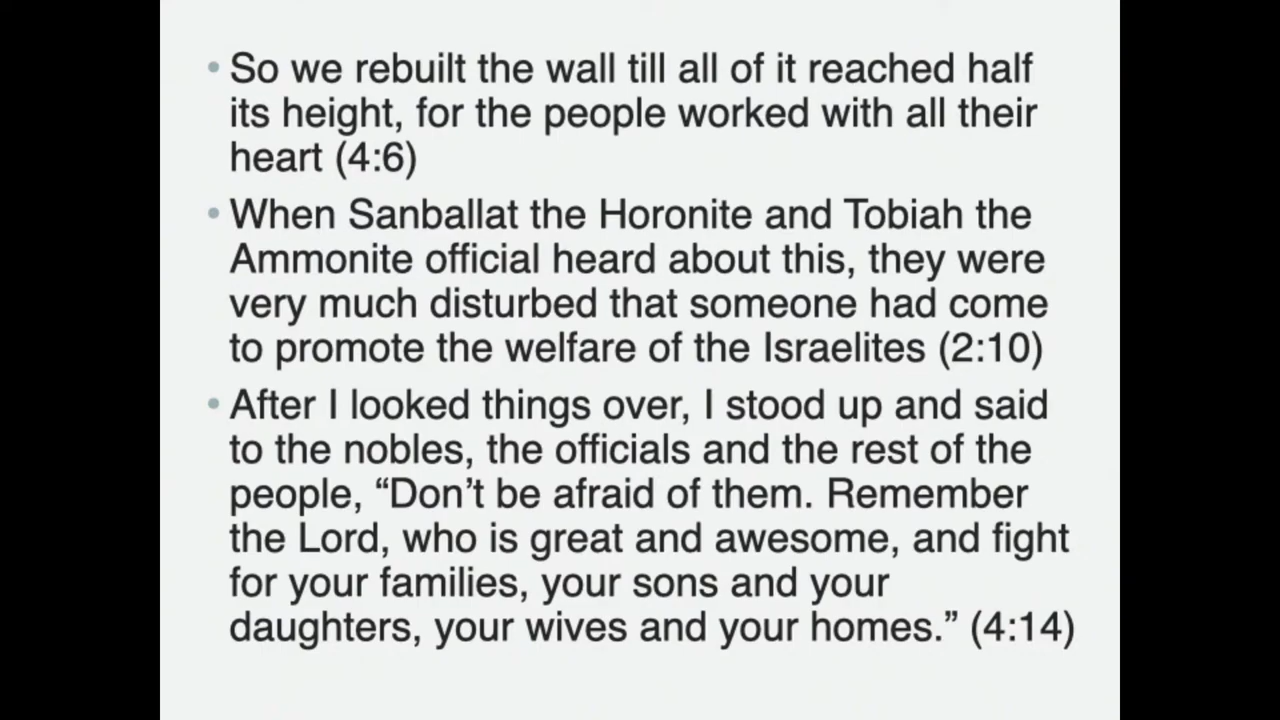 • So we rebuilt the wall till all of it reached half
its height, for the people worked with all their
heart (4:6)
• When Sanballat the Horonite and Tobiah the
Ammonite official heard about this, they were
very much disturbed that someone had come
to promote the welfare of the Israelites (2:10)
• After I looked things over, I stood up and said
to the nobles, the officials and the rest of the
people, “Don’t be afraid of them. Remember
the Lord, who is great and awesome, and fight
for your families, your sons and your
daughters, your wives and your homes.” (4:14)